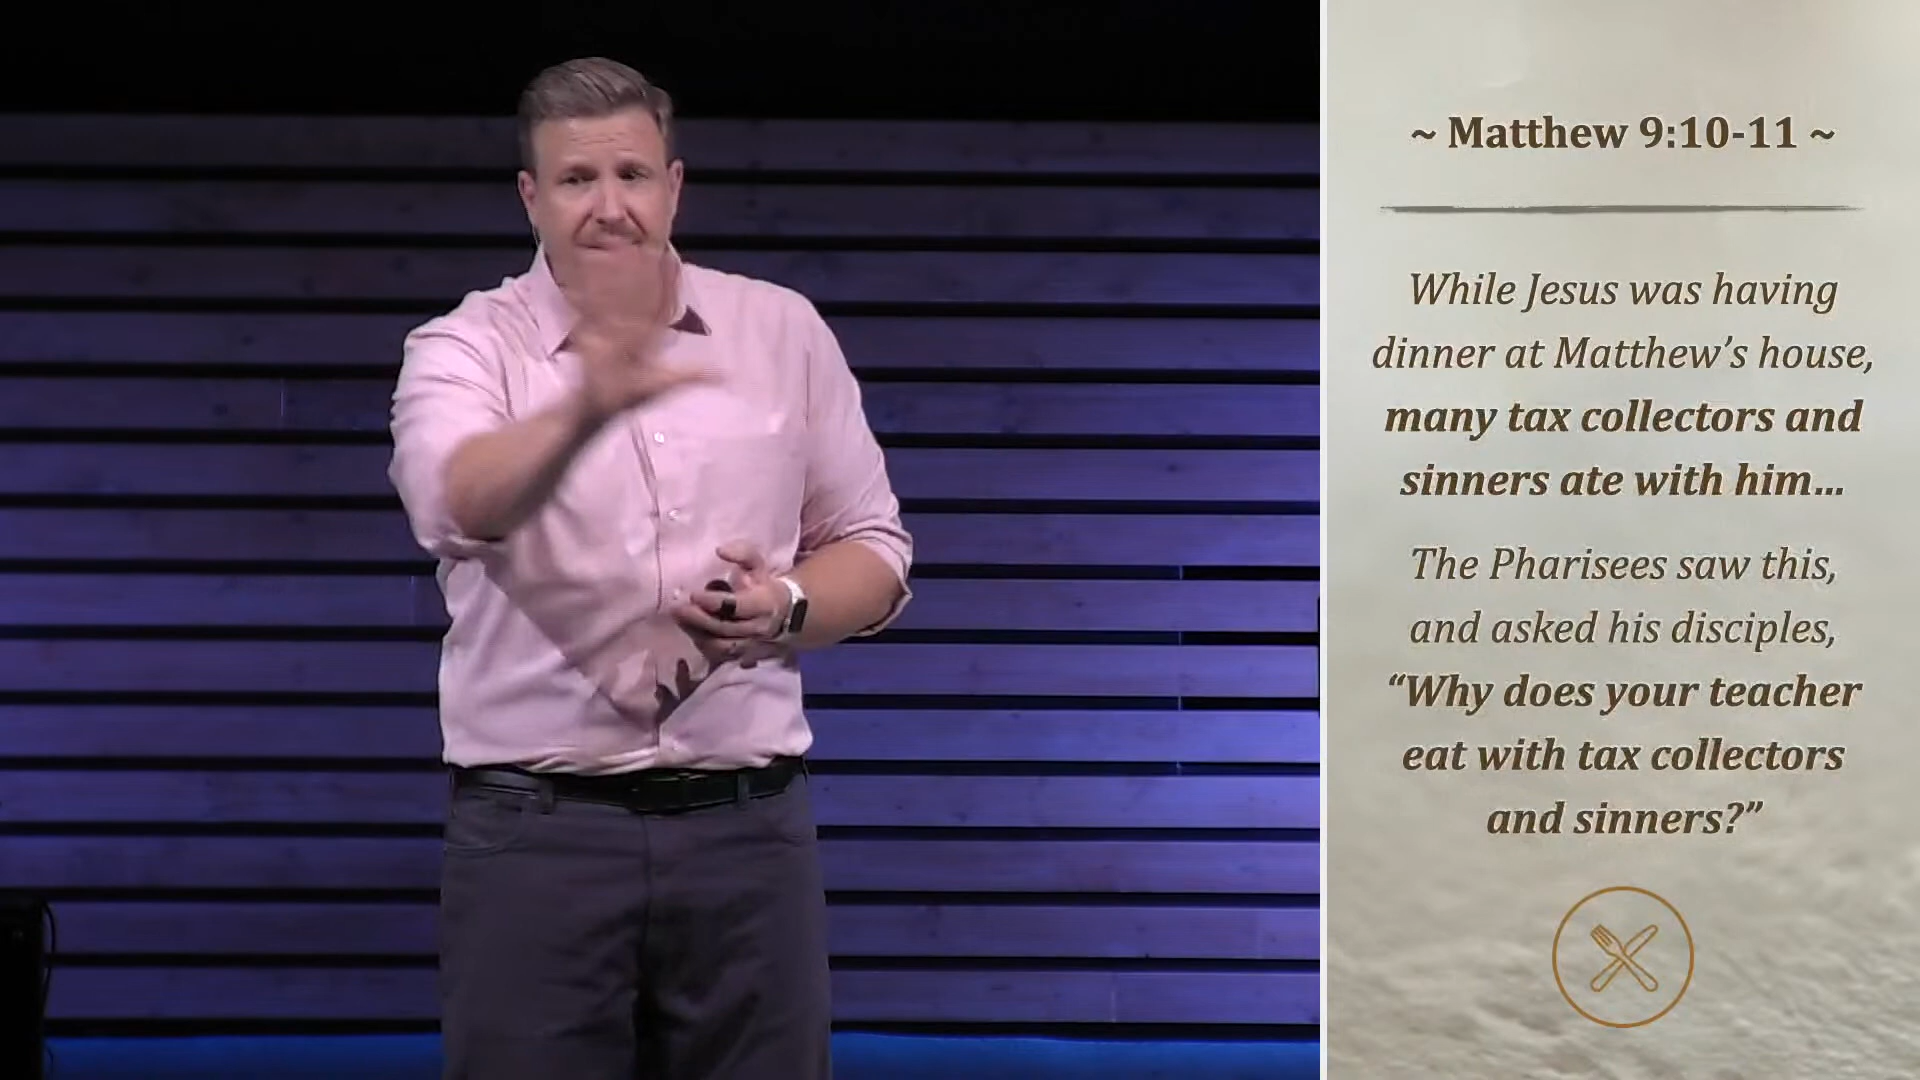 ~ Matthew 9:10-11 ~
While Jesus was having
dinner at Matthew’s house,
many tax collectors and
sinners ate with him...
The Pharisees saw this,
and asked his disciples,
“Why does your teacher
eat with tax collectors
and sinners?”